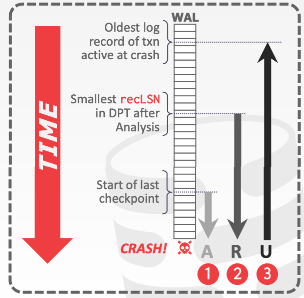 WAL
Oldest log
record of txn
active at crash
Smallest recLSN
in DPT after
Analysis
Start of last
checkpoint
TIME
CRASH!
A R U
1 2 3